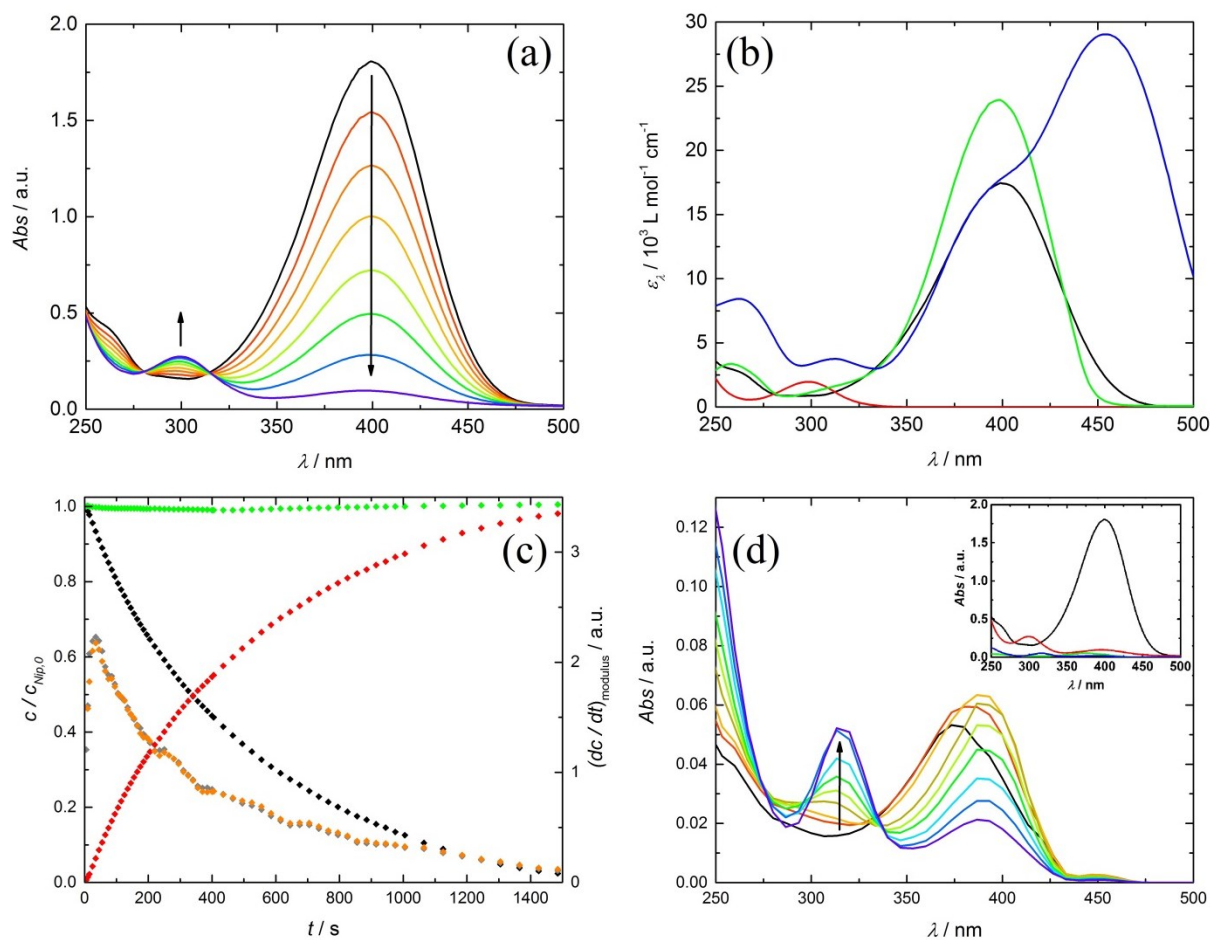 (a)
2.0
1.5
1.0
0.5
0.0
Abs / a.u.
250 300 350 400 450 500
λ / nm
(b)
30
25
20
15
10
5
0
ε_λ / 10³ L mol⁻¹ cm⁻¹
250 300 350 400 450 500
λ / nm
(c)
1.0
0.8
0.6
0.4
0.2
0.0
c / c_Nip,0
3
2
1
0
(dc / dt)_modulus / a.u.
0 200 400 600 800 1000 1200 1400
t / s
(d)
0.12
0.10
0.08
0.06
0.04
0.02
0.00
Abs / a.u.
250 300 350 400 450 500
λ / nm
2.0
1.5
1.0
0.5
0.0
Abs / a.u.
250 300 350 400 450 500
λ / nm